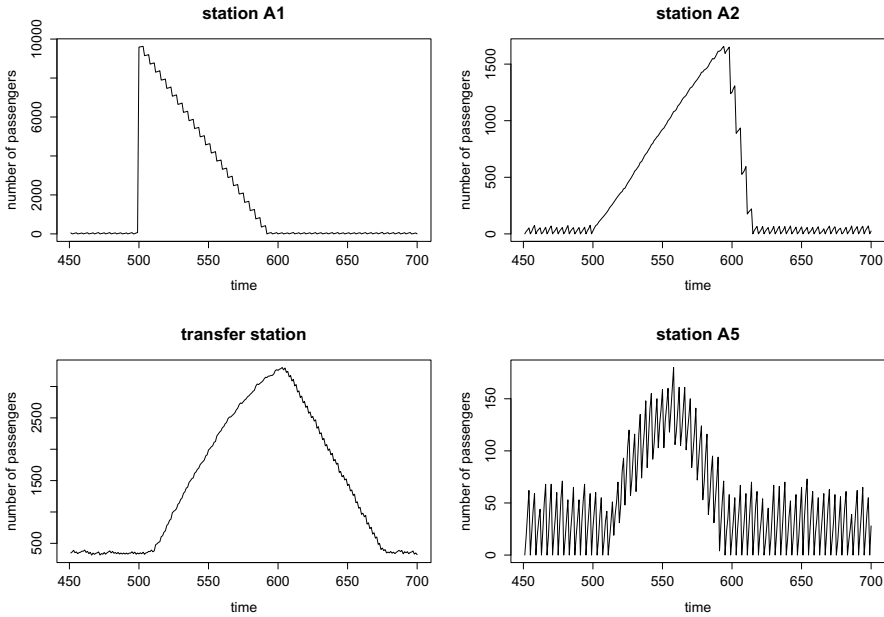 station A1
number of passengers
0 2000 6000 10000
450 500 550 600 650 700
time
station A2
number of passengers
0 500 1000 1500
450 500 550 600 650 700
time
transfer station
number of passengers
500 1500 2500
450 500 550 600 650 700
time
station A5
number of passengers
0 50 100 150
450 500 550 600 650 700
time